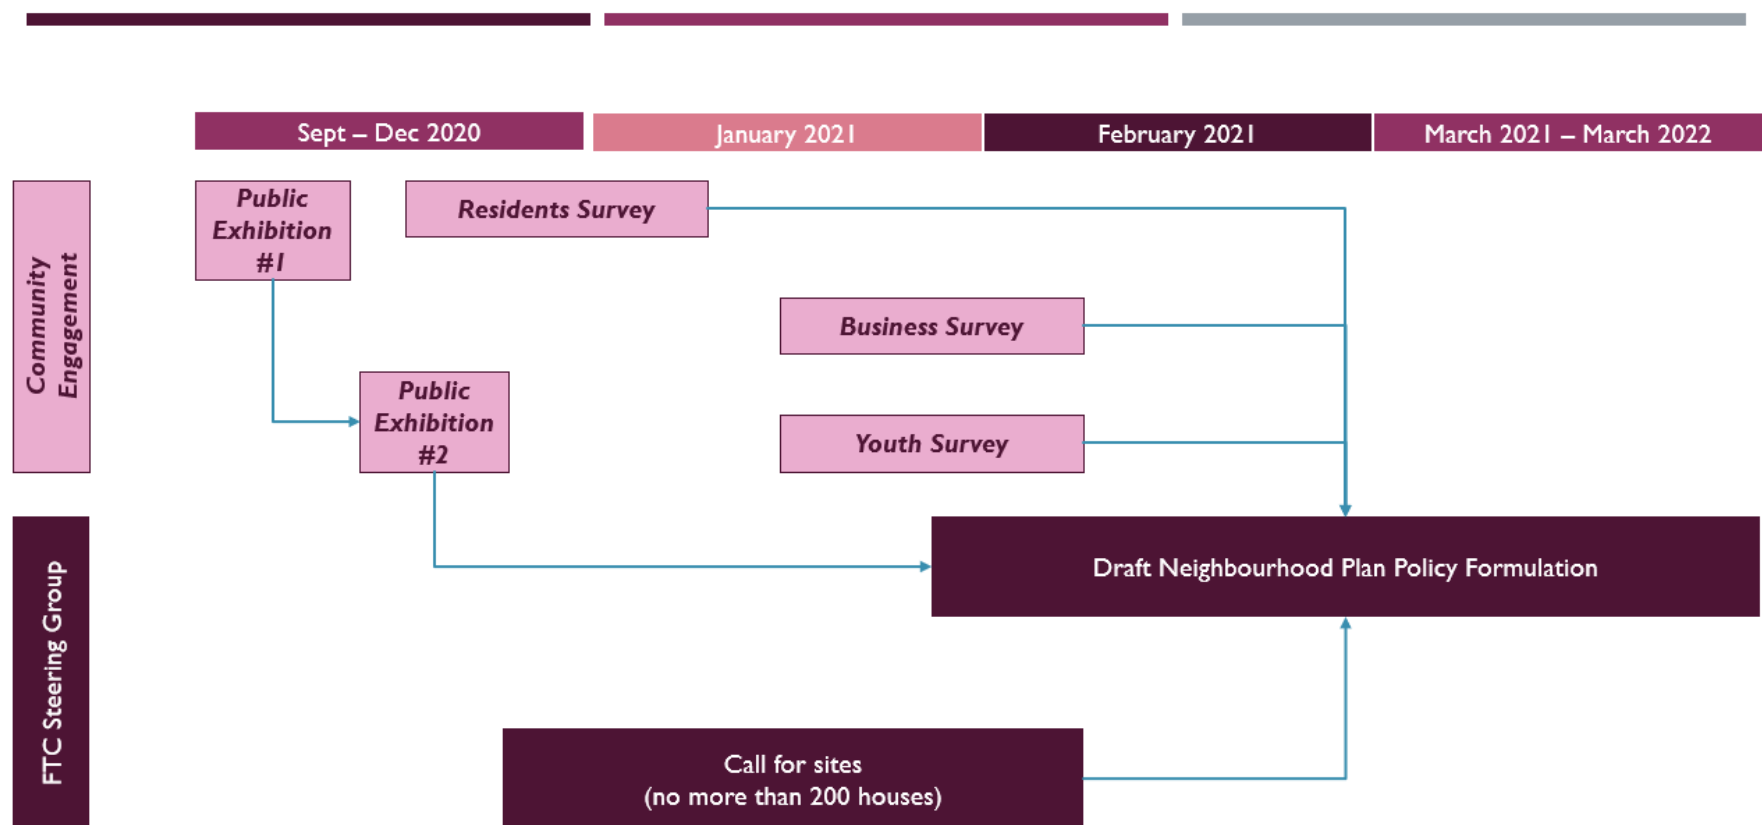 Sept – Dec 2020
January 2021
February 2021
March 2021 – March 2022
Community
Engagement
Public
Exhibition
#1
Residents Survey
Business Survey
Public
Exhibition
#2
Youth Survey
FTC Steering Group
Draft Neighbourhood Plan Policy Formulation
Call for sites
(no more than 200 houses)